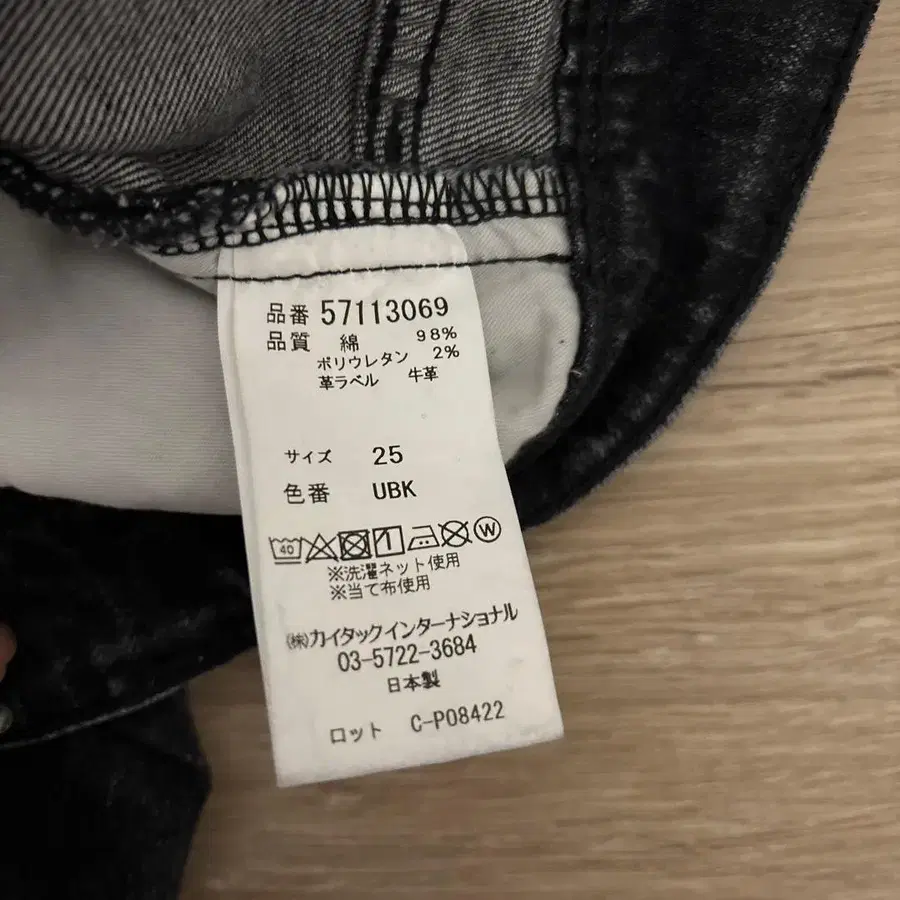 品番 57113069
品質 綿 98%
ポリウレタン 2%
革ラベル 牛革
サイズ 25
色番 UBK
40 W
※洗濯ネット使用
※当て布使用
㈱カイタックインターナショナル
03-5722-3684
日本製
ロット C-P08422